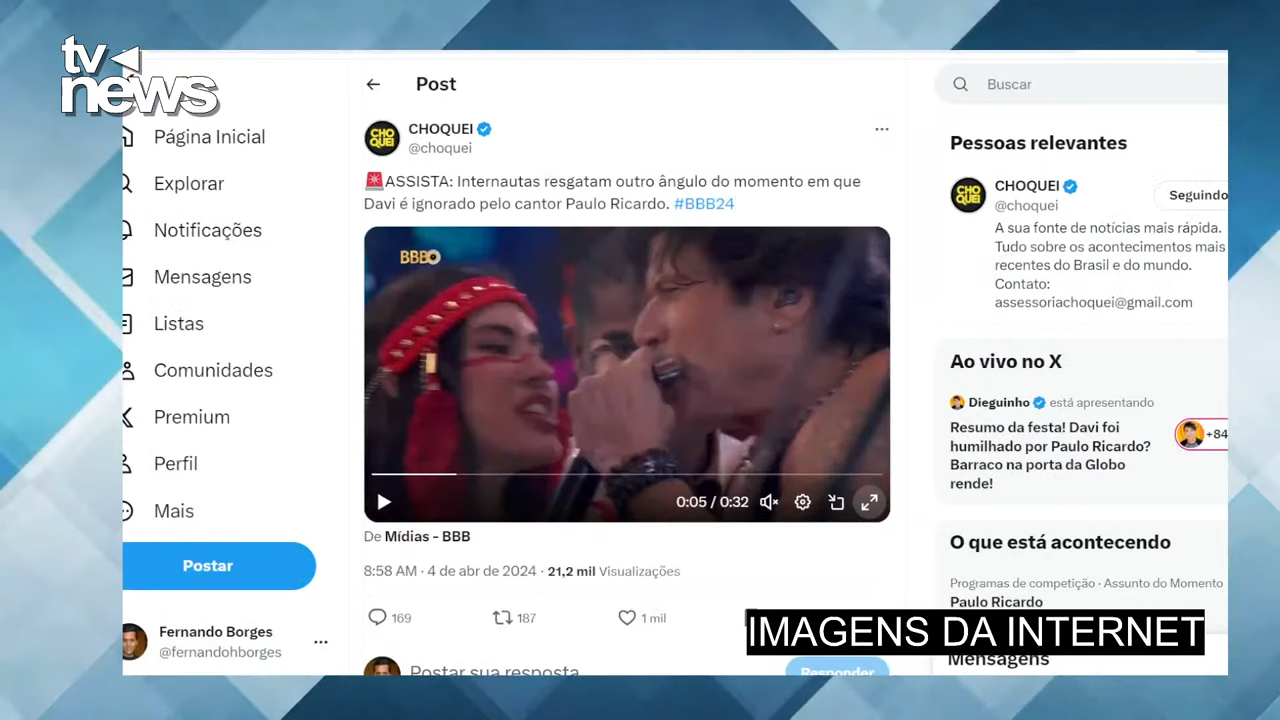 tv
news
Post
Buscar
Página Inicial
Explorar
Notificações
Mensagens
Listas
Comunidades
Premium
Perfil
Mais
Postar
Fernando Borges
@fernandohborges
CHO
QUEI
CHOQUEI
@choquei
🚨ASSISTA: Internautas resgatam outro ângulo do momento em que
Davi é ignorado pelo cantor Paulo Ricardo. #BBB24
BBB
0:05 / 0:32
De Mídias - BBB
8:58 AM · 4 de abr de 2024 · 21,2 mil Visualizações
169
187
1 mil
Postar sua resposta
Responder
Pessoas relevantes
CHO
QUEI
CHOQUEI
@choquei
Seguindo
A sua fonte de notícias mais rápida.
Tudo sobre os acontecimentos mais
recentes do Brasil e do mundo.
Contato:
assessoriachoquei@gmail.com
Ao vivo no X
Dieguinho está apresentando
Resumo da festa! Davi foi
humilhado por Paulo Ricardo?
Barraco na porta da Globo
rende!
+84
O que está acontecendo
Programas de competição · Assunto do Momento
Paulo Ricardo
IMAGENS DA INTERNET
Mensagens